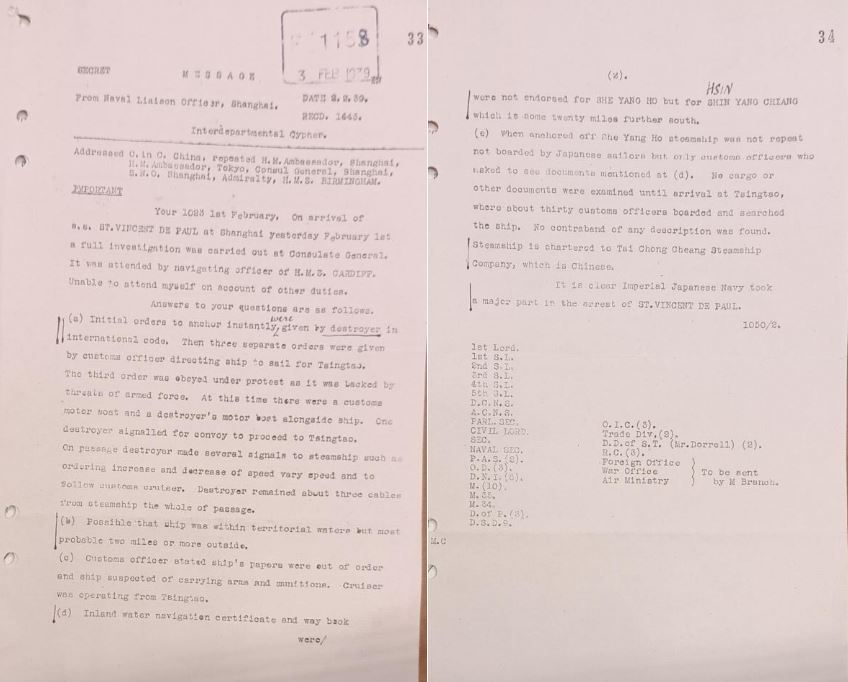 1158
33
3 FEB 1939
SECRET
MESSAGE
From Naval Liaison Officer, Shanghai.
DATE 2.2.39.
RECD. 1643.
Interdepartmental Cypher.
Addressed C. in C. China, repeated H.M.Ambassador, Shanghai,
H.M.Ambassador, Tokyo, Consul General, Shanghai,
S.N.O. Shanghai, Admiralty, H.M.S. BIRMINGHAM.
IMPORTANT
Your 1023 1st February. On arrival of
s.s. ST.VINCENT DE PAUL at Shanghai yesterday February 1st
a full investigation was carried out at Consulate General.
It was attended by navigating officer of H.M.S. CARDIFF.
Unable to attend myself on account of other duties.
Answers to your questions are as follows.
were
(a) Initial orders to anchor instantly, given by destroyer in
international code. Then three separate orders were given
by customs officer directing ship to sail for Tsingtao.
The third order was obeyed under protest as it was backed by
threats of armed force. At this time there were a customs
motor boat and a destroyer's motor boat alongside ship. One
destroyer signalled for convoy to proceed to Tsingtao.
On passage destroyer made several signals to steamship such as
ordering increase and decrease of speed vary speed and to
follow customs cruiser. Destroyer remained about three cables
from steamship the whole of passage.
(b) Possible that ship was within territorial waters but most
probable two miles or more outside.
(c) Customs officer stated ship's papers were out of order
and ship suspected of carrying arms and munitions. Cruiser
was operating from Tsingtao.
(d) Inland water navigation certificate and way book
were/
34
(2).
HSIN
were not endorsed for SHE YANG HO but for SHIN YANG CHIANG
which is some twenty miles further south.
(e) When anchored off She Yang Ho steamship was not repeat
not boarded by Japanese sailors but only customs officers who
asked to see documents mentioned at (d). No cargo or
other documents were examined until arrival at Tsingtao,
where about thirty customs officers boarded and searched
the ship. No contraband of any description was found.
Steamship is chartered to Tai Chong Cheang Steamship
Company, which is Chinese.
It is clear Imperial Japanese Navy took
a major part in the arrest of ST.VINCENT DE PAUL.
1050/2.
1st Lord.
1st S.L.
2nd S.L.
3rd S.L.
4th S.L.
5th S.L.
D.C.N.S.
A.C.N.S.
PARL.SEC.
CIVIL LORD.
SEC.
NAVAL SEC.
P.A.S.(2).
O.D.(3).
D.N.I.(5).
M.(10).
M.
M.
D.of P.(3).
D.S.D.9.
O.I.C.(3).
Trade Div.(2).
D.D.of S.T. (Mr.Dorrell) (2).
R.C.(3).
Foreign Office
War Office
Air Ministry
To be sent
by M Branch.
M.C